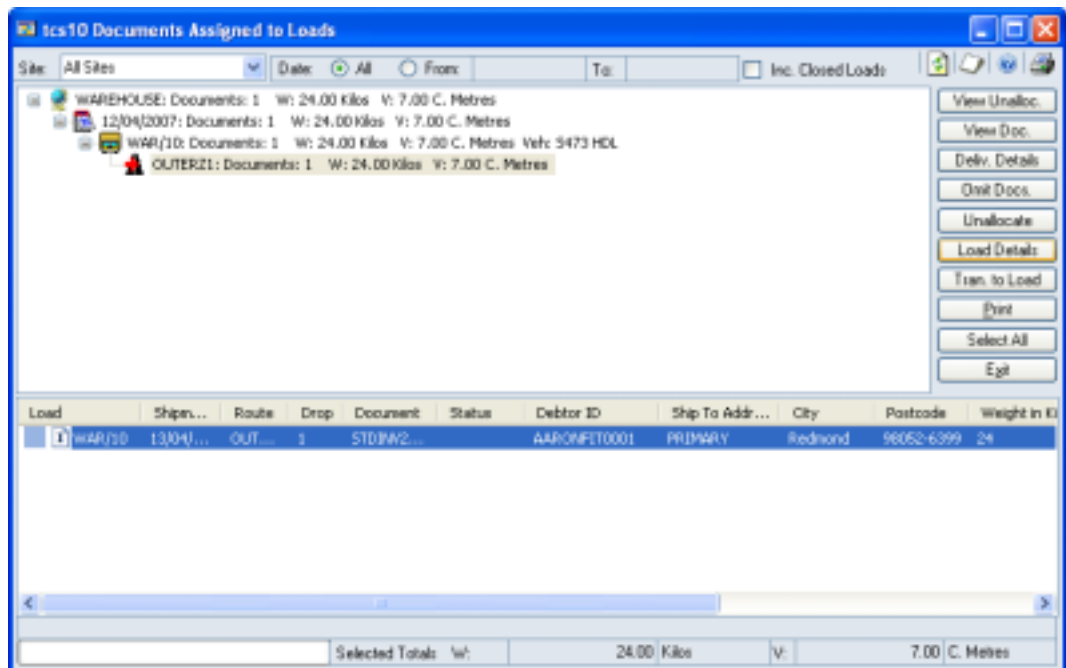 tcs10 Documents Assigned to Loads
Site: All Sites Date: All From: To: Inc. Closed Loads
WAREHOUSE: Documents: 1 W: 24.00 Kilos V: 7.00 C. Metres
12/04/2007: Documents: 1 W: 24.00 Kilos V: 7.00 C. Metres
WAR/10: Documents: 1 W: 24.00 Kilos V: 7.00 C. Metres Veh: S473 HDL
OUTERZ1: Documents: 1 W: 24.00 Kilos V: 7.00 C. Metres
View Unalloc.
View Doc.
Deliv. Details
Omit Docs.
Unallocate
Load Details
Tran. to Load
Print
Select All
Exit
Load Shipm... Route Drop Document Status Debtor ID Ship To Addr... City Postcode Weight in Ki
WAR/10 13/04/... OUT... 1 STDINV2... AARONFIT0001 PRIMARY Redmond 98052-6399 24
Selected Totals W: 24.00 Kilos V: 7.00 C. Metres